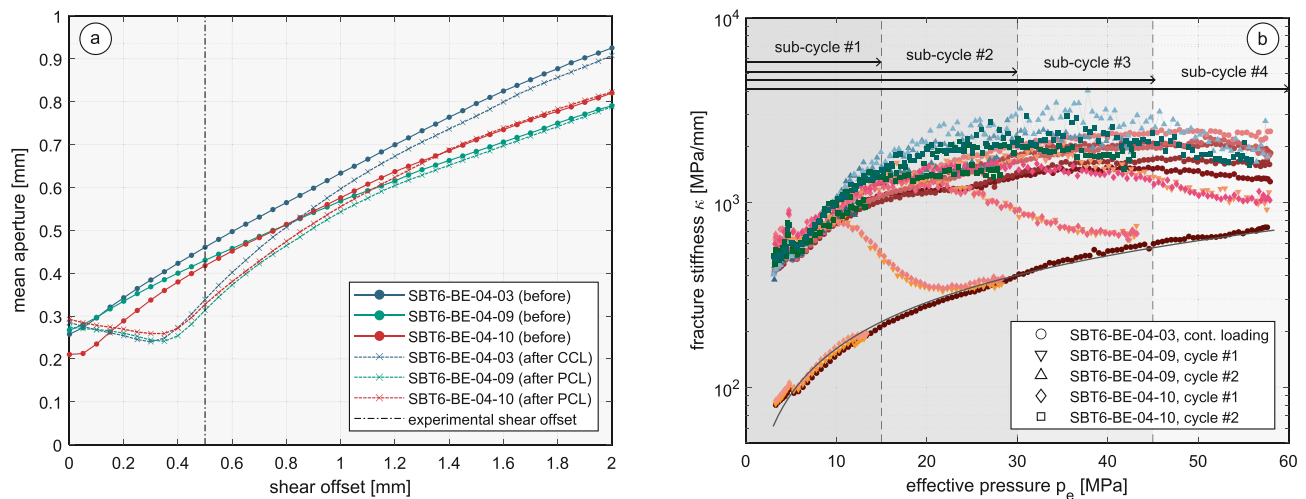 a
mean aperture [mm]
1
0.9
0.8
0.7
0.6
0.5
0.4
0.3
0.2
0.1
0
0 0.2 0.4 0.6 0.8 1 1.2 1.4 1.6 1.8 2
shear offset [mm]
SBT6-BE-04-03 (before)
SBT6-BE-04-09 (before)
SBT6-BE-04-10 (before)
SBT6-BE-04-03 (after CCL)
SBT6-BE-04-09 (after PCL)
SBT6-BE-04-10 (after PCL)
experimental shear offset
b
fracture stiffness κ [MPa/mm]
10⁴
10³
10²
sub-cycle #1
sub-cycle #2
sub-cycle #3
sub-cycle #4
SBT6-BE-04-03, cont. loading
SBT6-BE-04-09, cycle #1
SBT6-BE-04-09, cycle #2
SBT6-BE-04-10, cycle #1
SBT6-BE-04-10, cycle #2
0 10 20 30 40 50 60
effective pressure pₑ [MPa]